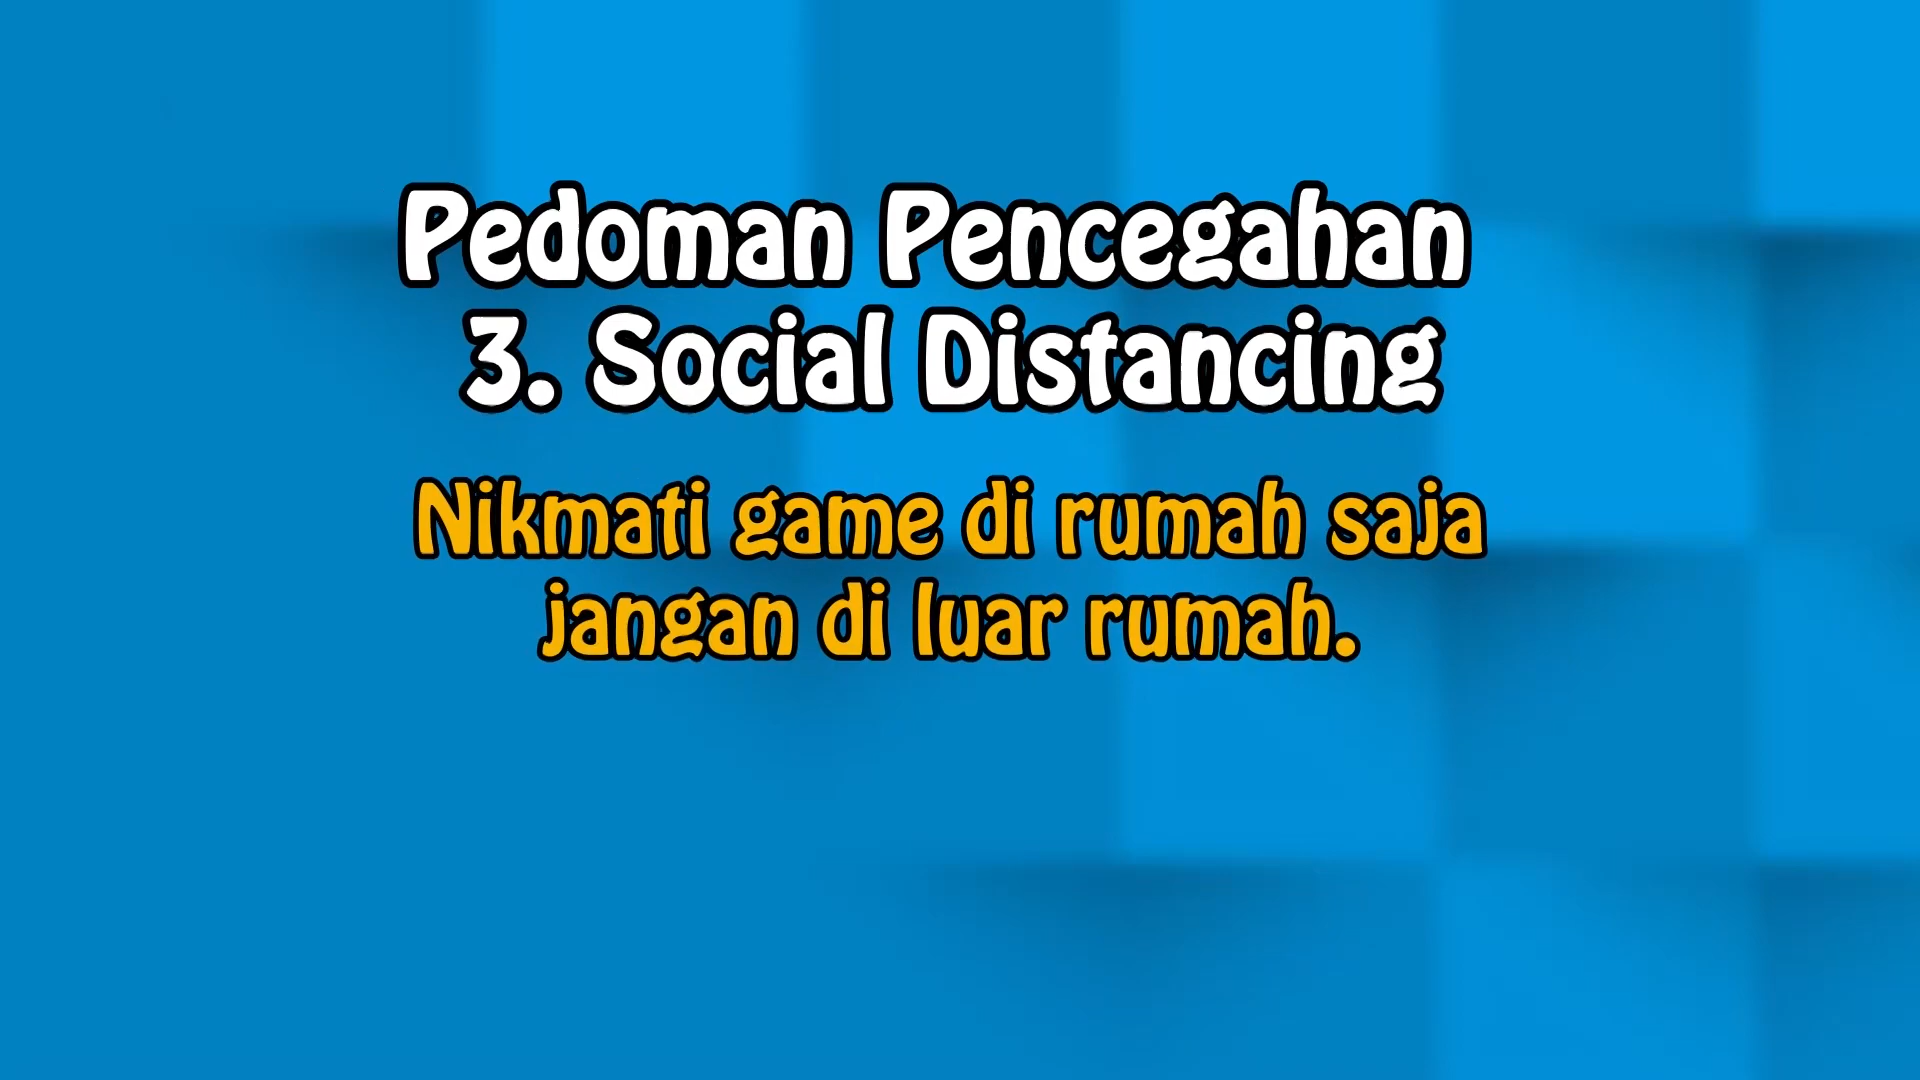 Pedoman Pencegahan
3. Social Distancing
Nikmati game di rumah saja
jangan di luar rumah.